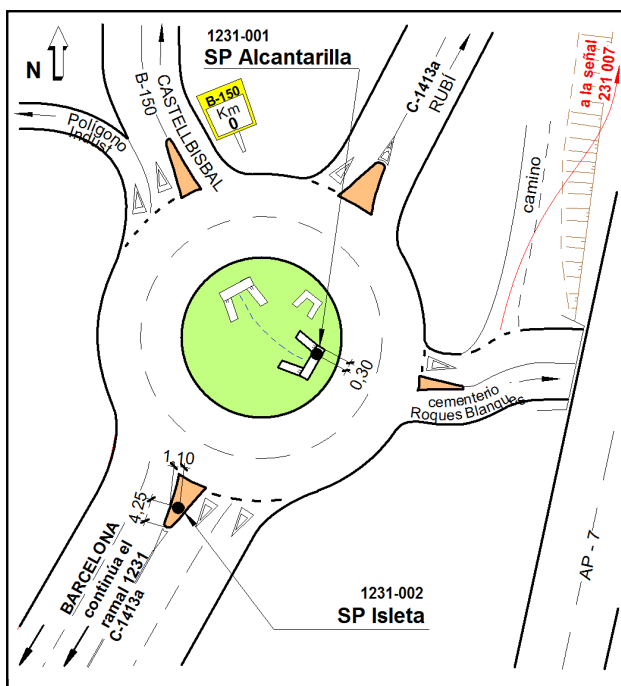 1231-001
SP Alcantarilla
N
B-150
CASTELLBISBAL
B-150
Km
0
C-1413a
RUBÍ
a la señal
231 007
Polígono
Indust
camino
0,30
cementerio
Roques Blanques
1,10
4,25
BARCELONA
continúa el
ramal 1231
C-1413a
1231-002
SP Isleta
AP - 7